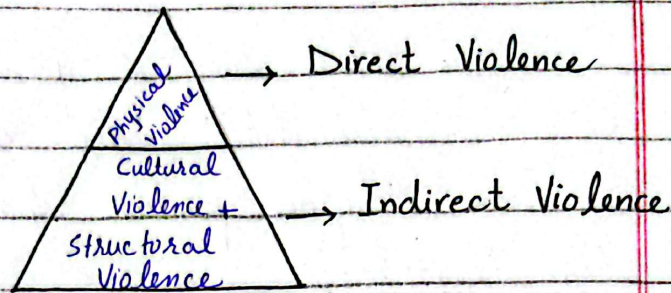 Physical Violence → Direct Violence
Cultural
Violence + → Indirect Violence
Structural
Violence